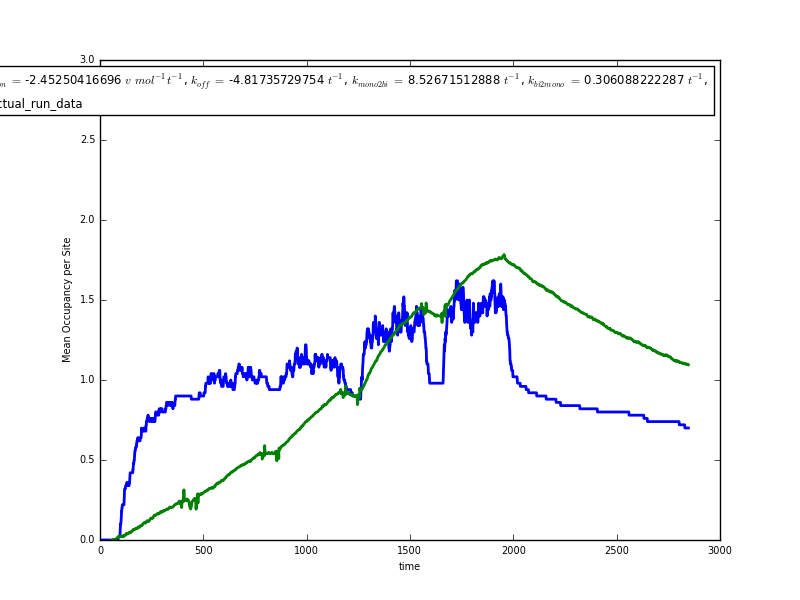 3.0
= -2.45250416696 v mol⁻¹t⁻¹, k_off = -4.81735729754 t⁻¹, k_mono2bi = 8.52671512888 t⁻¹, k_bi2mono = 0.306088222287 t⁻¹,
ctual_run_data
2.5
2.0
1.5
1.0
0.5
0.0
Mean Occupancy per Site
0 500 1000 1500 2000 2500 3000
time